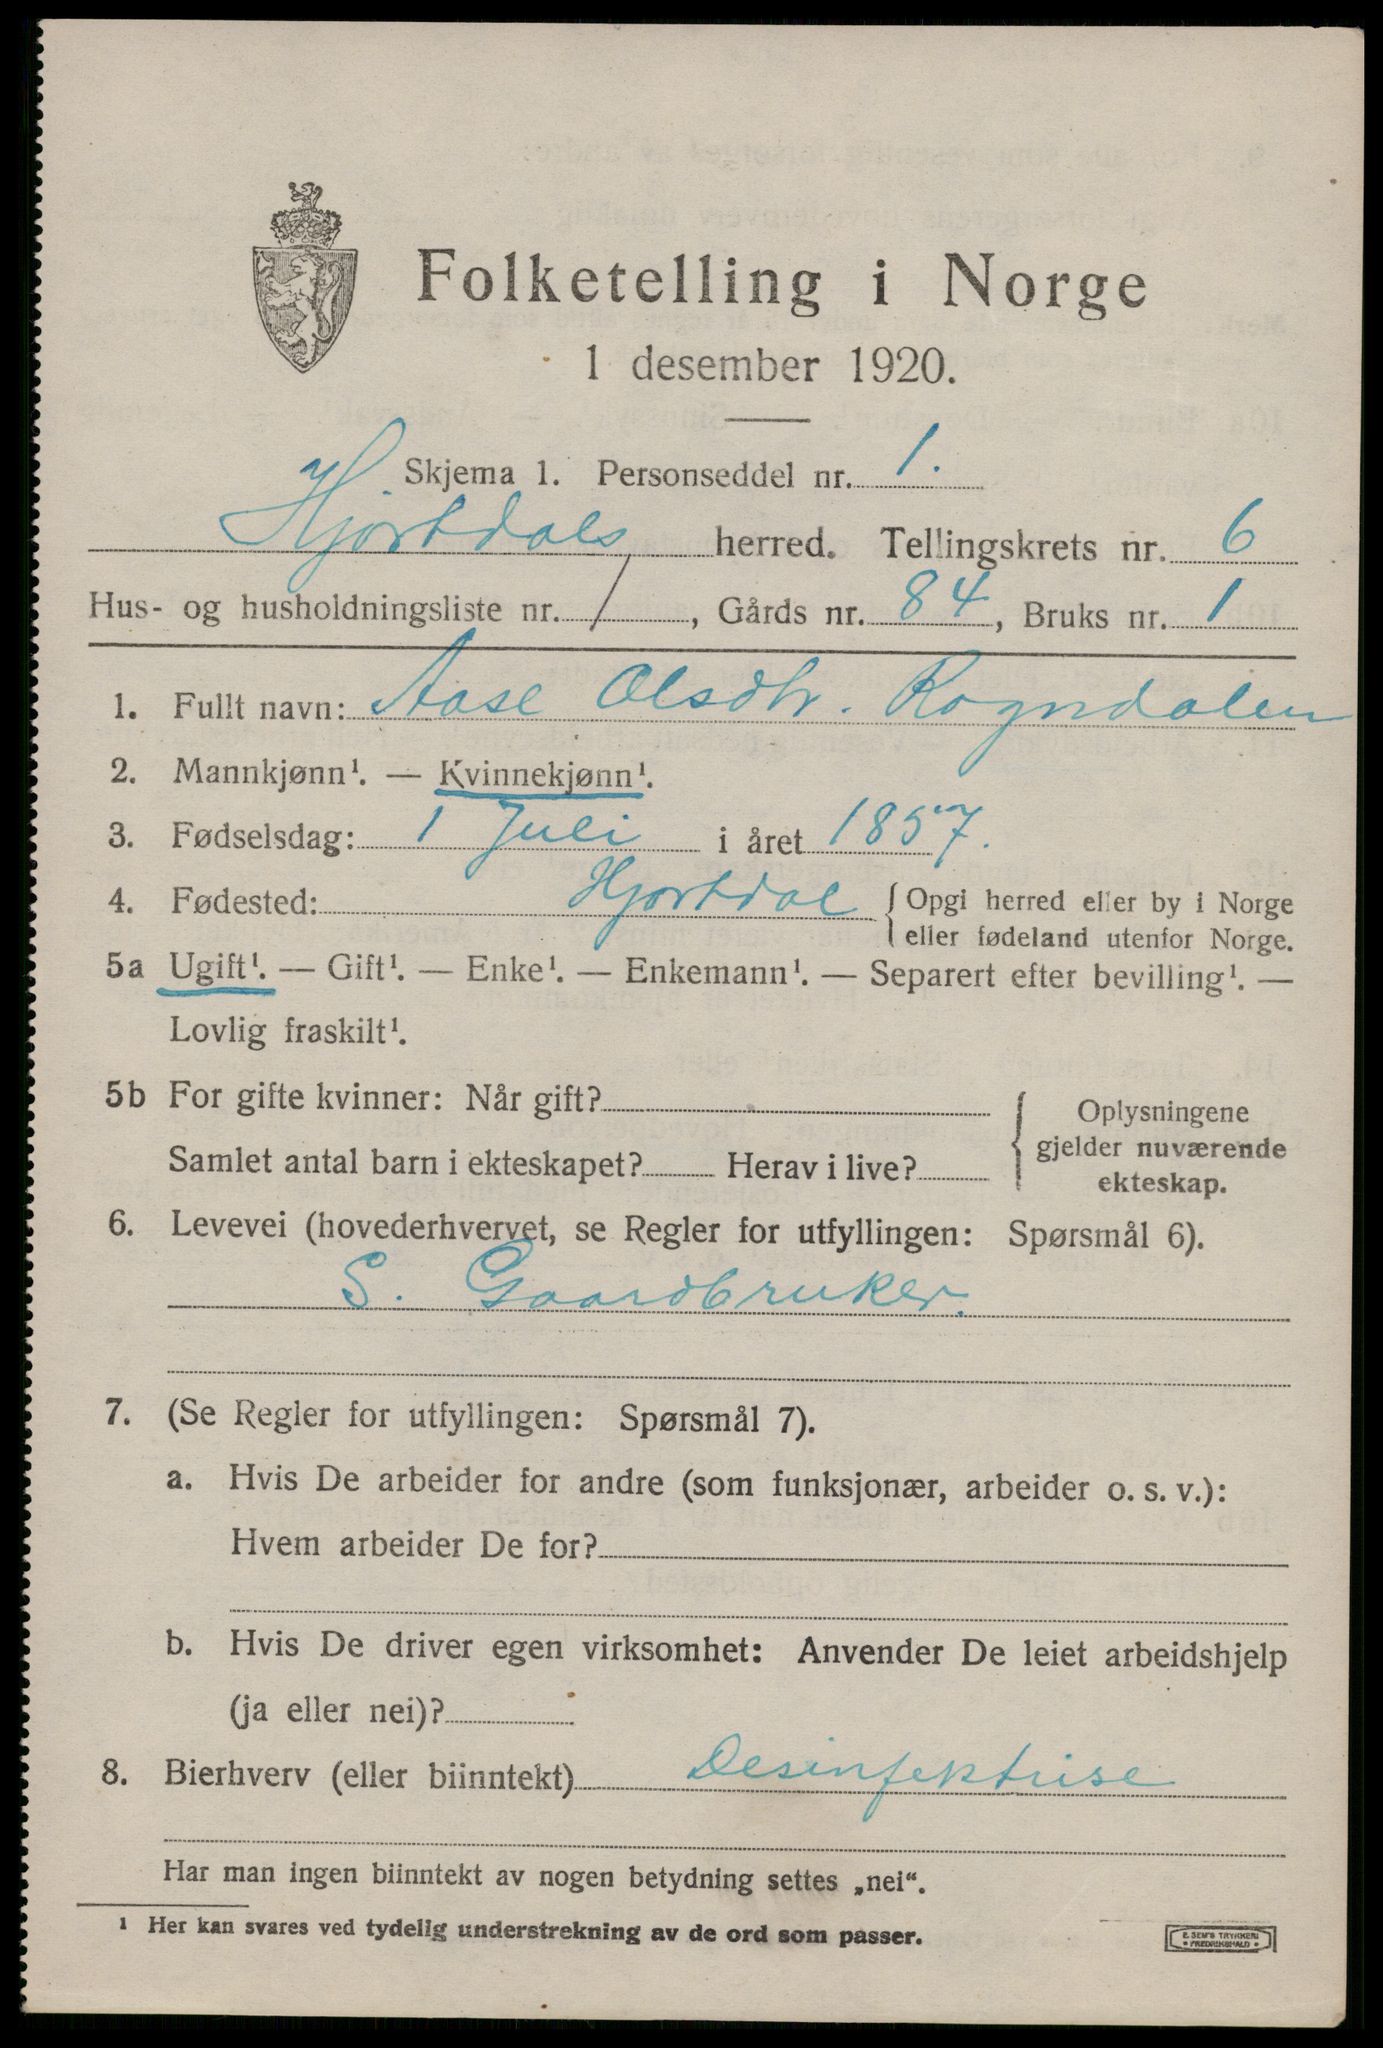 Folketelling i Norge
1 desember 1920.
Skjema 1. Personseddel nr. 1.
Hjortdals herred. Tellingskrets nr. 6
Hus- og husholdningsliste nr. 1, Gårds nr. 84, Bruks nr. 1
1. Fullt navn: Aase Olsdtr. Rogndalen
2. Mannkjønn¹. — Kvinnekjønn¹.
3. Fødselsdag: 1 Juli i året 1857.
4. Fødested: Hjortdal { Opgi herred eller by i Norge
eller fødeland utenfor Norge.
5a Ugift¹. — Gift¹. — Enke¹. — Enkemann¹. — Separert efter bevilling¹. —
Lovlig fraskilt¹.
5b For gifte kvinner: Når gift?
Samlet antal barn i ekteskapet? Herav i live?
Oplysningene
gjelder nuværende
ekteskap.
6. Levevei (hovederhvervet, se Regler for utfyllingen: Spørsmål 6).
S. Gaardbruker.
7. (Se Regler for utfyllingen: Spørsmål 7).
a. Hvis De arbeider for andre (som funksjonær, arbeider o. s. v.):
Hvem arbeider De for?
b. Hvis De driver egen virksomhet: Anvender De leiet arbeidshjelp
(ja eller nei)?
8. Bierhverv (eller biinntekt) Desinfektrise
Har man ingen biinntekt av nogen betydning settes „nei“.
¹ Her kan svares ved tydelig understrekning av de ord som passer.
E. SEM'S TRYKKERI
• FREDRIKSHALD •